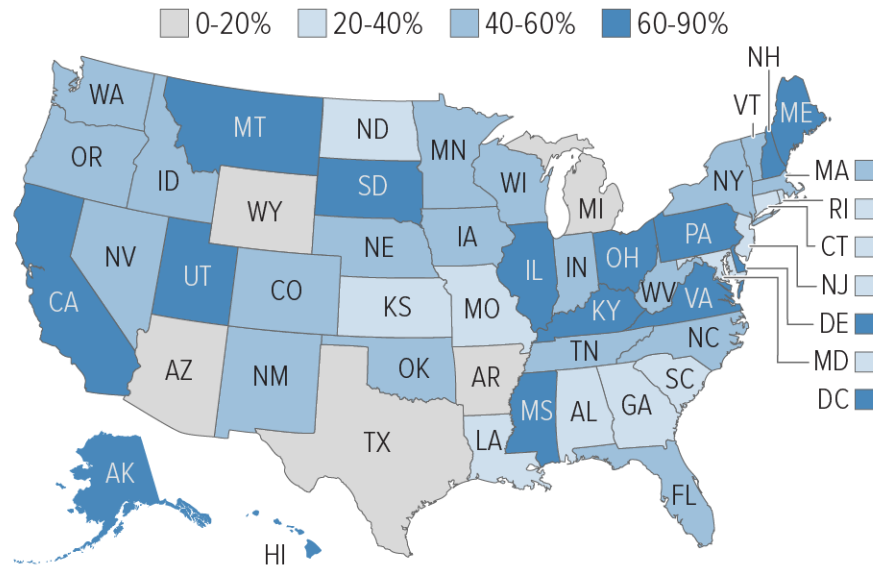 0-20% 20-40% 40-60% 60-90%
NH
VT
ME
WA
MT
ND
MN
OR
ID
WY
SD
WI
MI
NY
MA
RI
CT
NJ
DE
MD
DC
NV
UT
CO
NE
IA
IL
IN
OH
PA
CA
KS
MO
KY
WV
VA
AZ
NM
OK
AR
TN
NC
SC
TX
LA
MS
AL
GA
FL
AK
HI